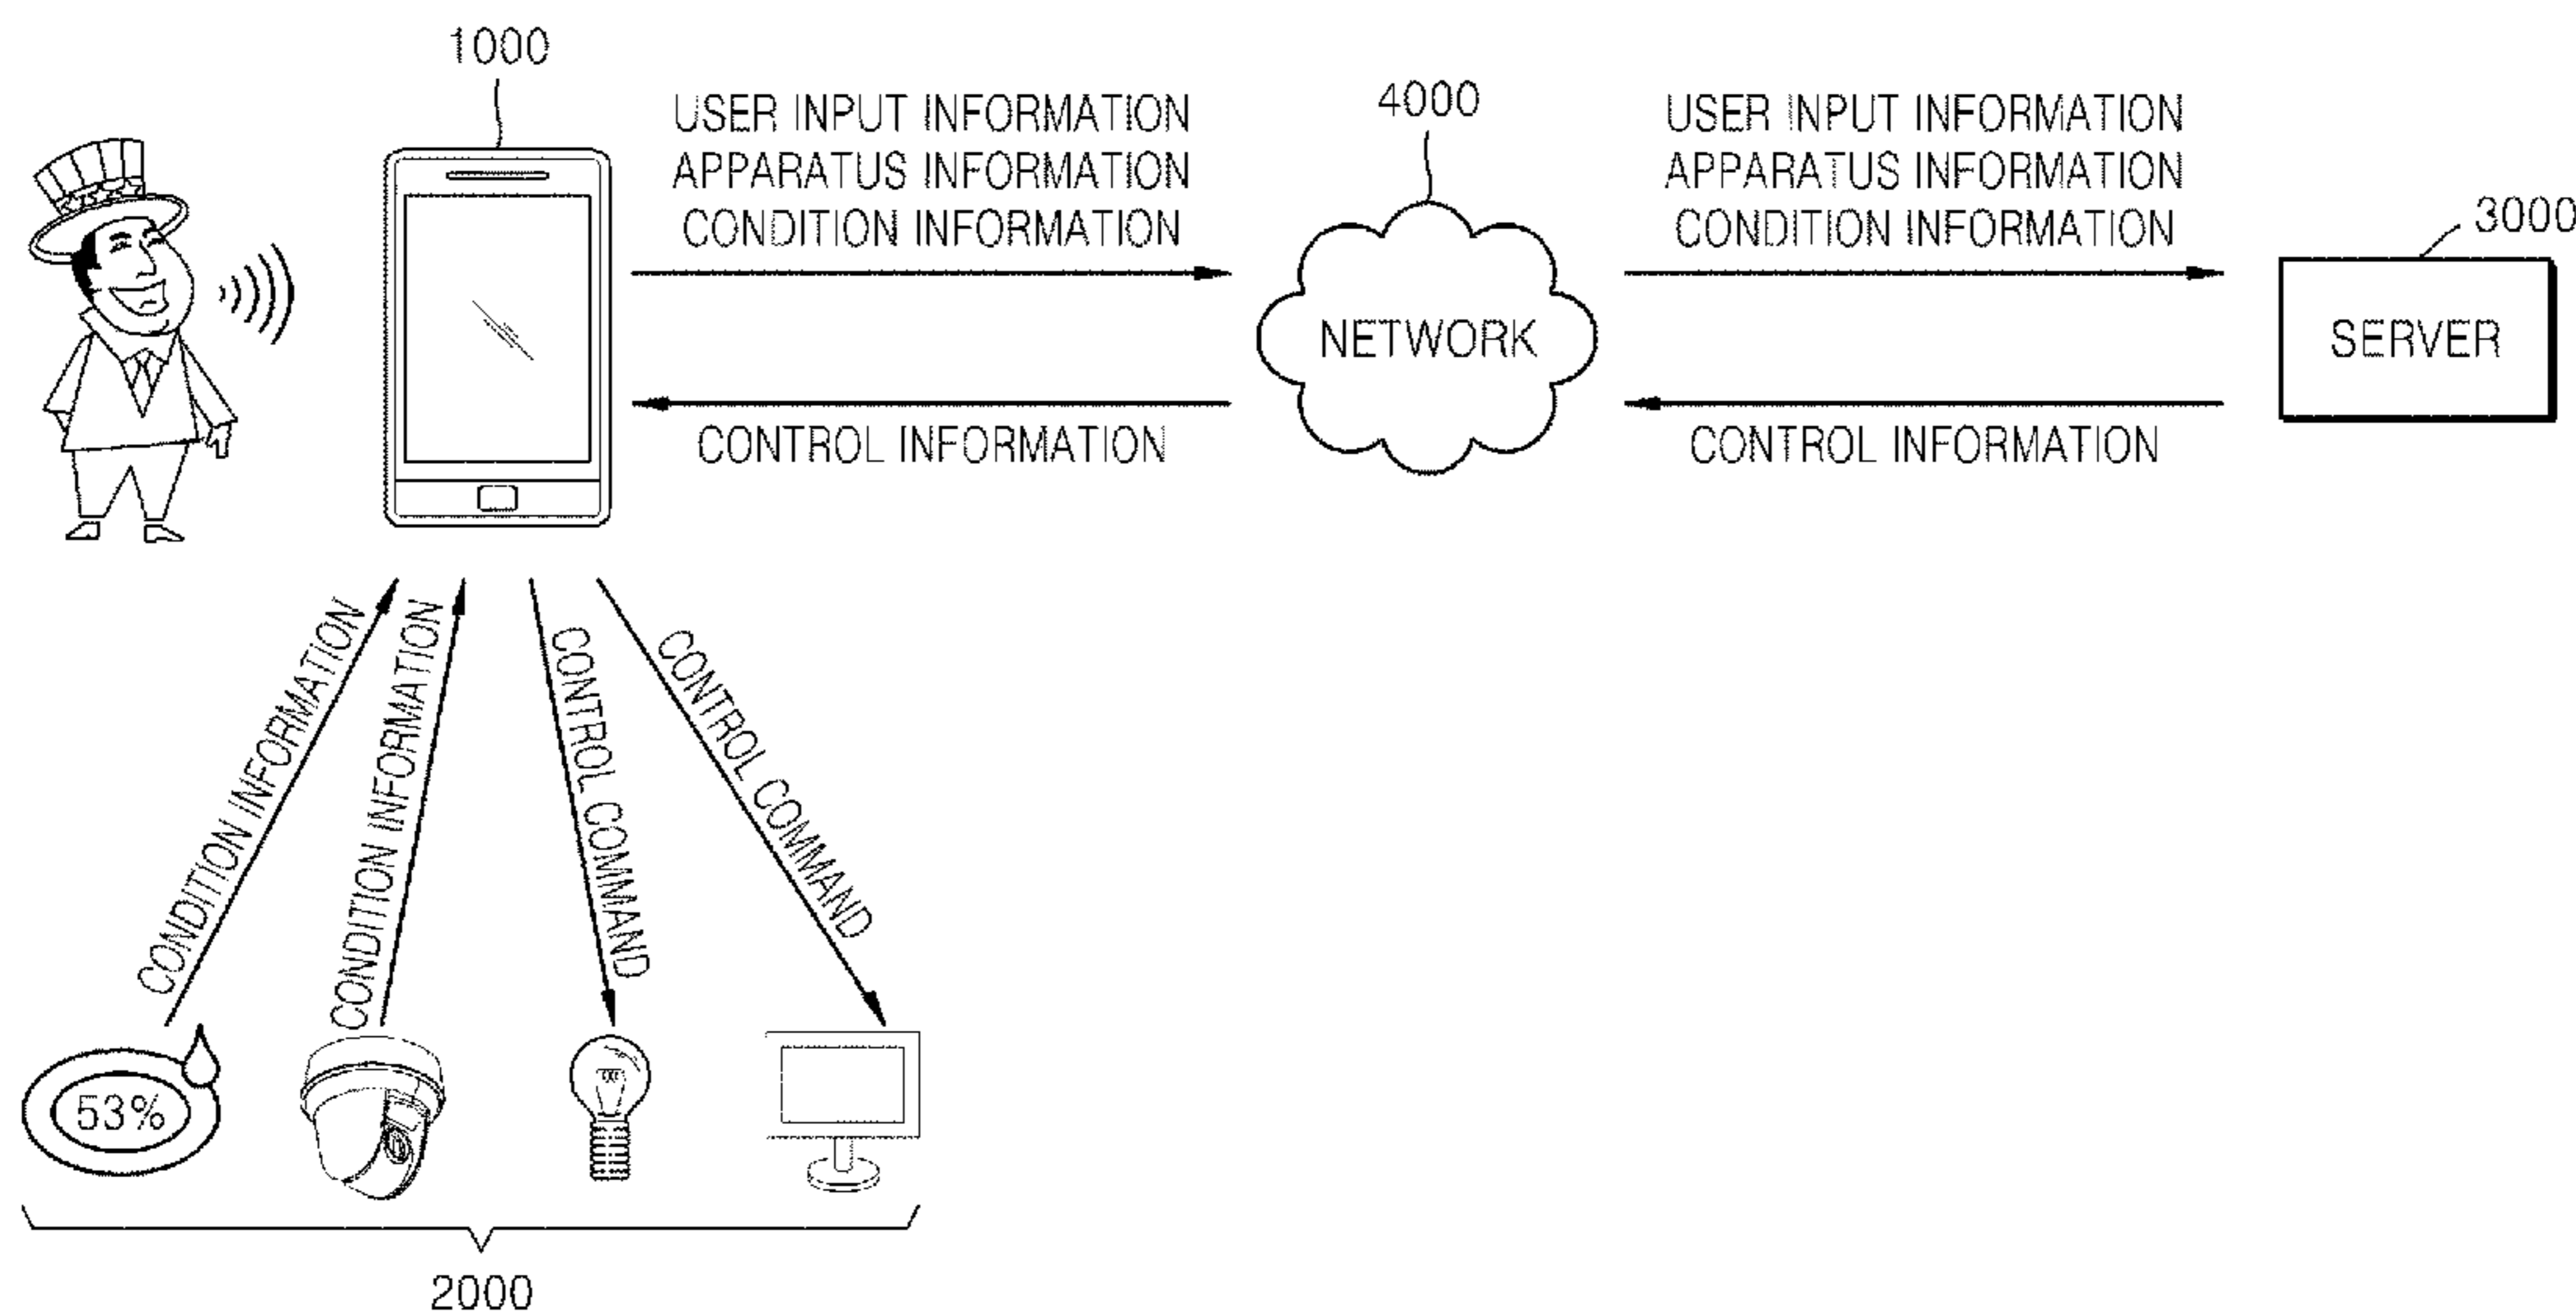 1000
USER INPUT INFORMATION
APPARATUS INFORMATION
CONDITION INFORMATION
4000
USER INPUT INFORMATION
APPARATUS INFORMATION
CONDITION INFORMATION
3000
NETWORK
SERVER
CONTROL INFORMATION
CONTROL INFORMATION
CONDITION INFORMATION
CONDITION INFORMATION
CONTROL COMMAND
CONTROL COMMAND
53%
2000